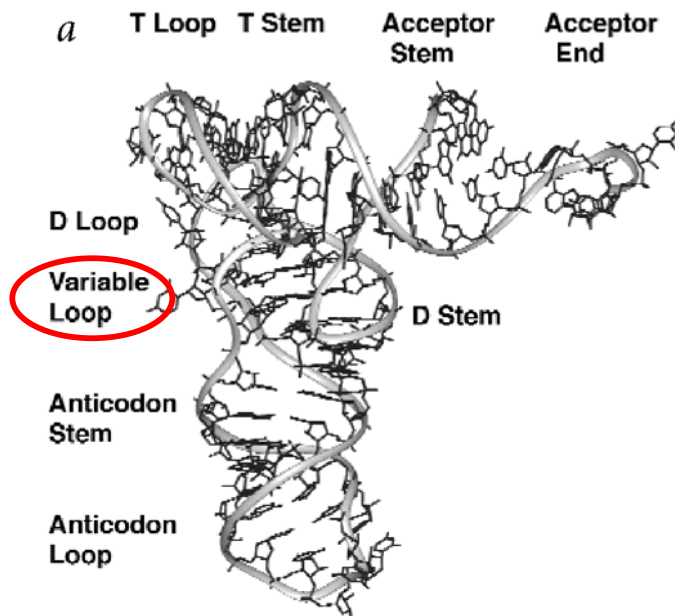 a
T Loop T Stem Acceptor Stem Acceptor End
D Loop
Variable
Loop
D Stem
Anticodon
Stem
Anticodon
Loop